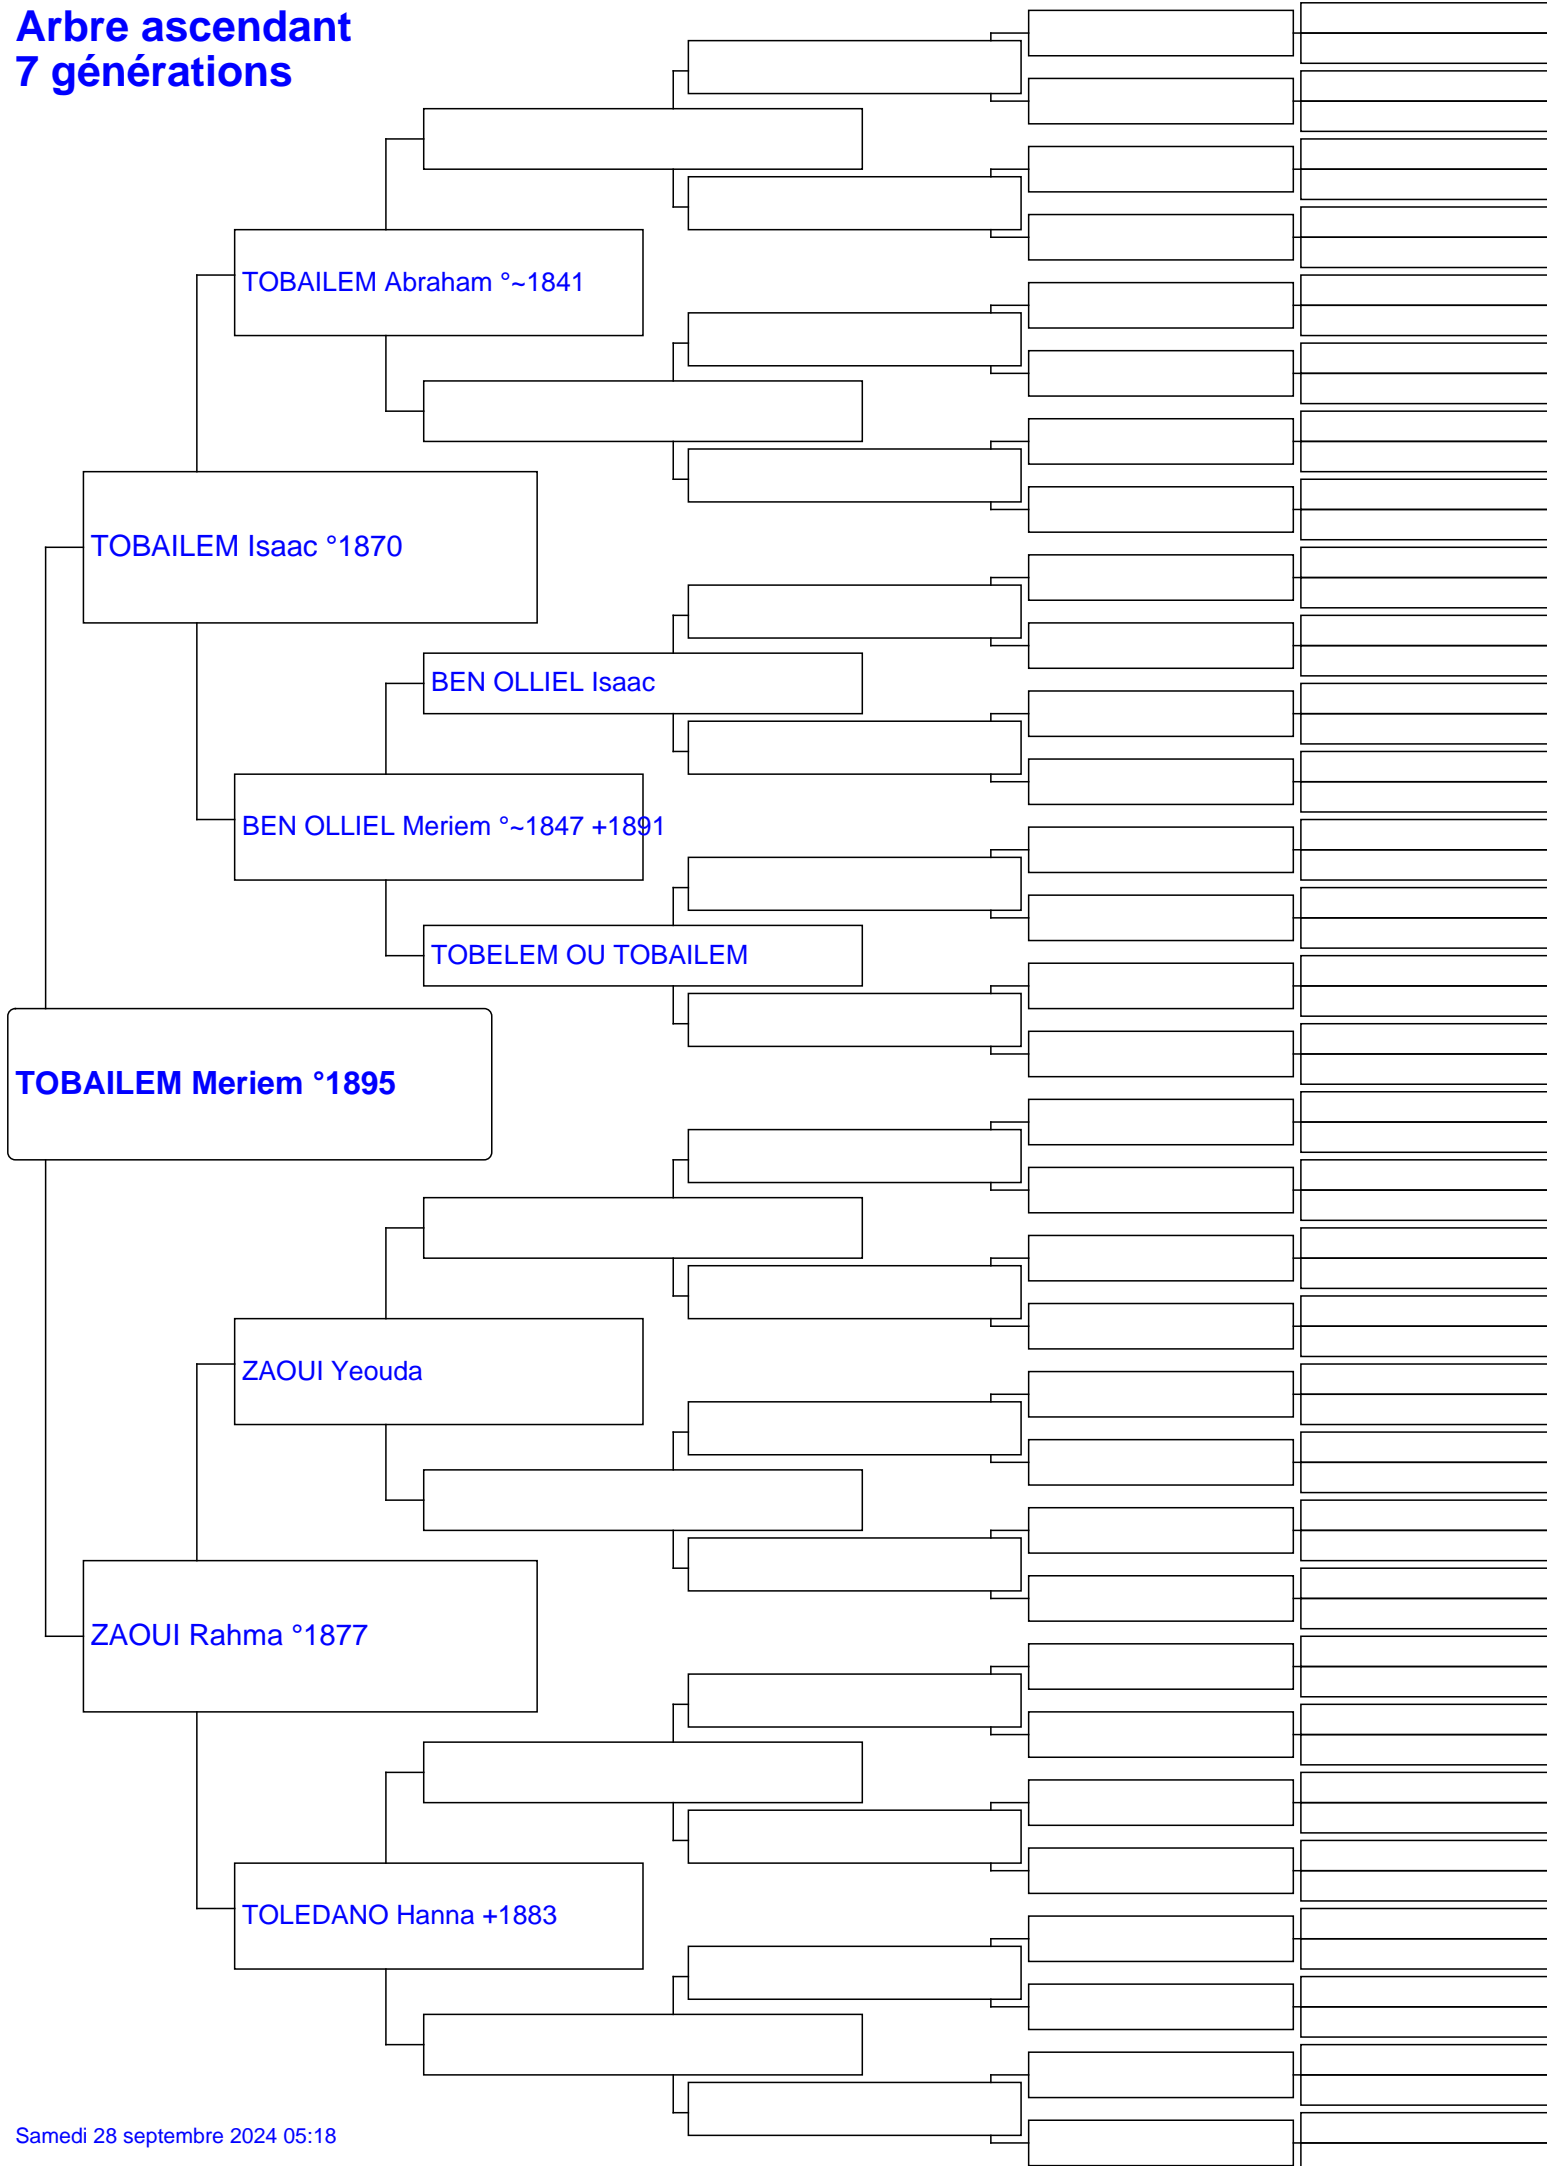 Arbre ascendant
7 générations
TOBAILEM Abraham °~1841
TOBAILEM Isaac °1870
BEN OLLIEL Isaac
BEN OLLIEL Meriem °~1847 +1891
TOBELEM OU TOBAILEM
TOBAILEM Meriem °1895
ZAOUI Yeouda
ZAOUI Rahma °1877
TOLEDANO Hanna +1883
Samedi 28 septembre 2024 05:18